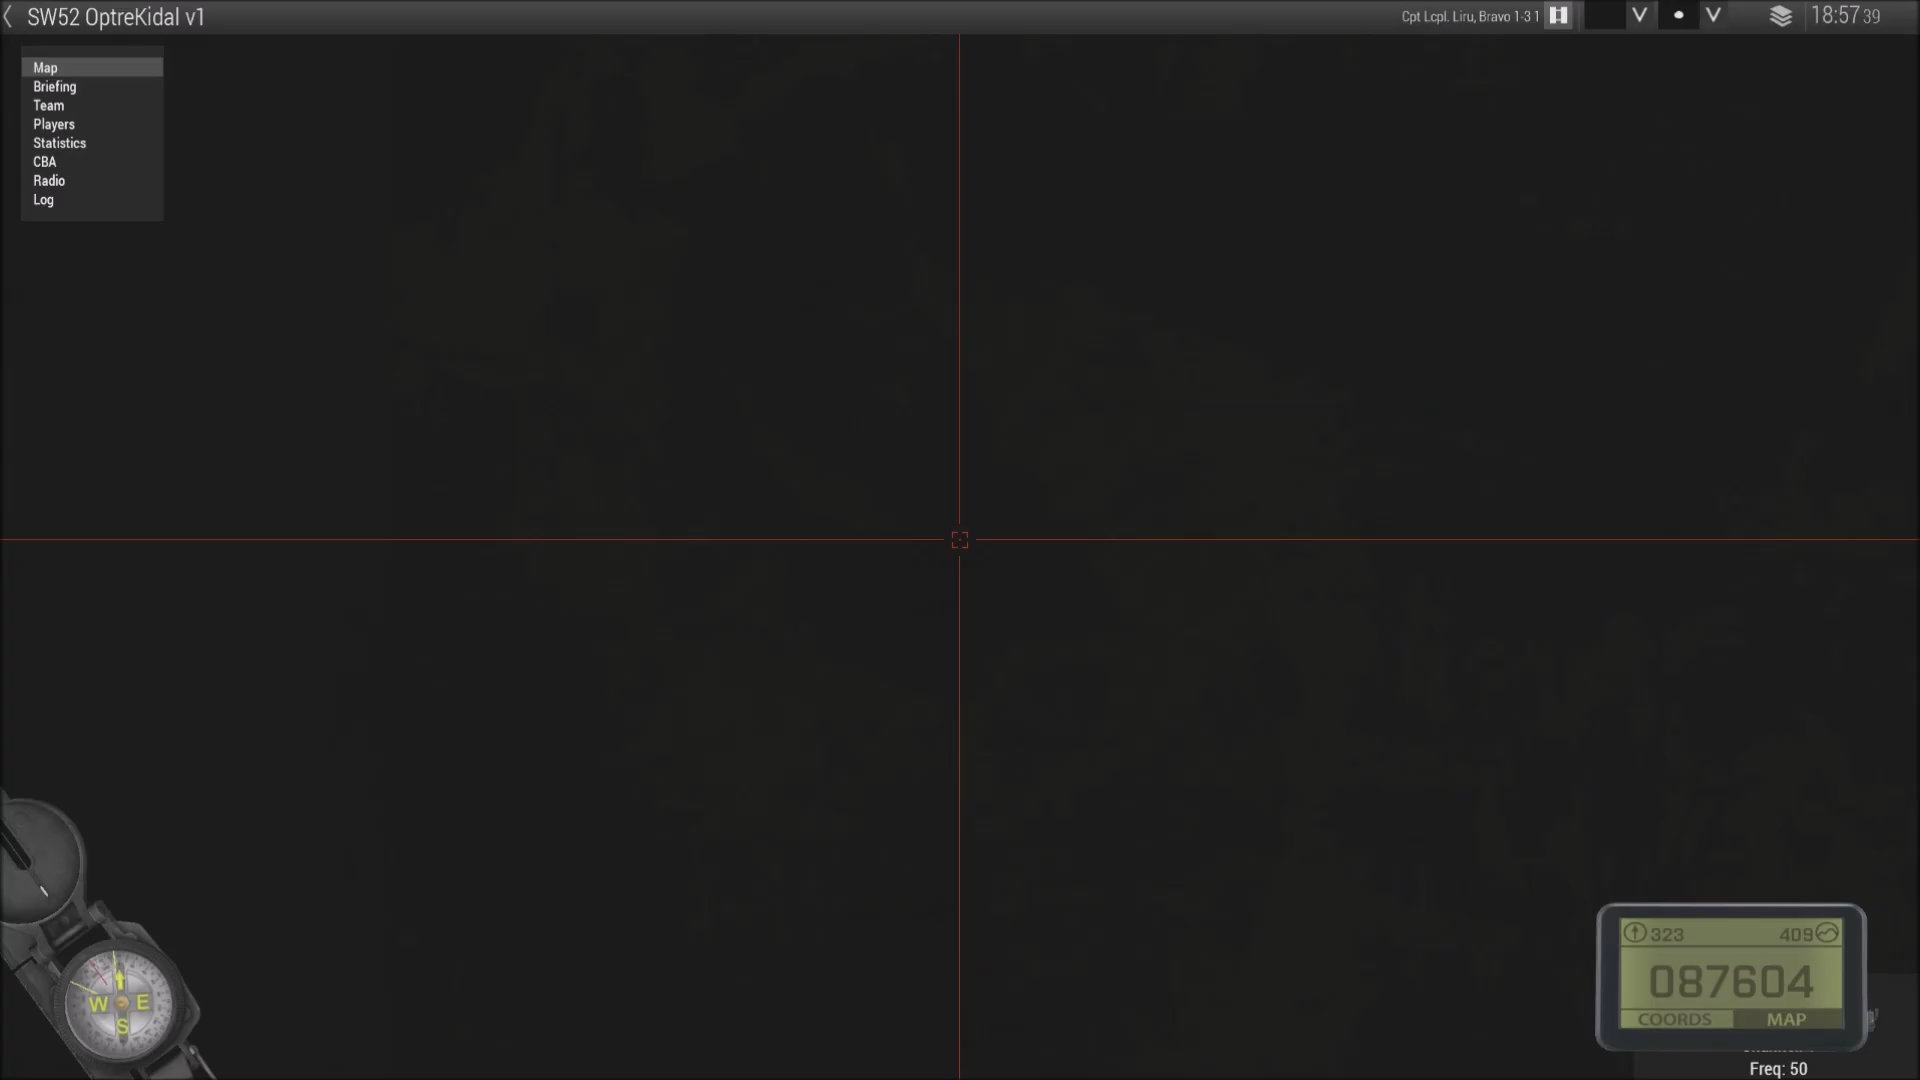 SW52 OptreKidal v1
Cpt Lcpl. Liru, Bravo 1-3 1
18:57 39
Map
Briefing
Team
Players
Statistics
CBA
Radio
Log
W E
S
323 409
087604
COORDS MAP
Freq: 50